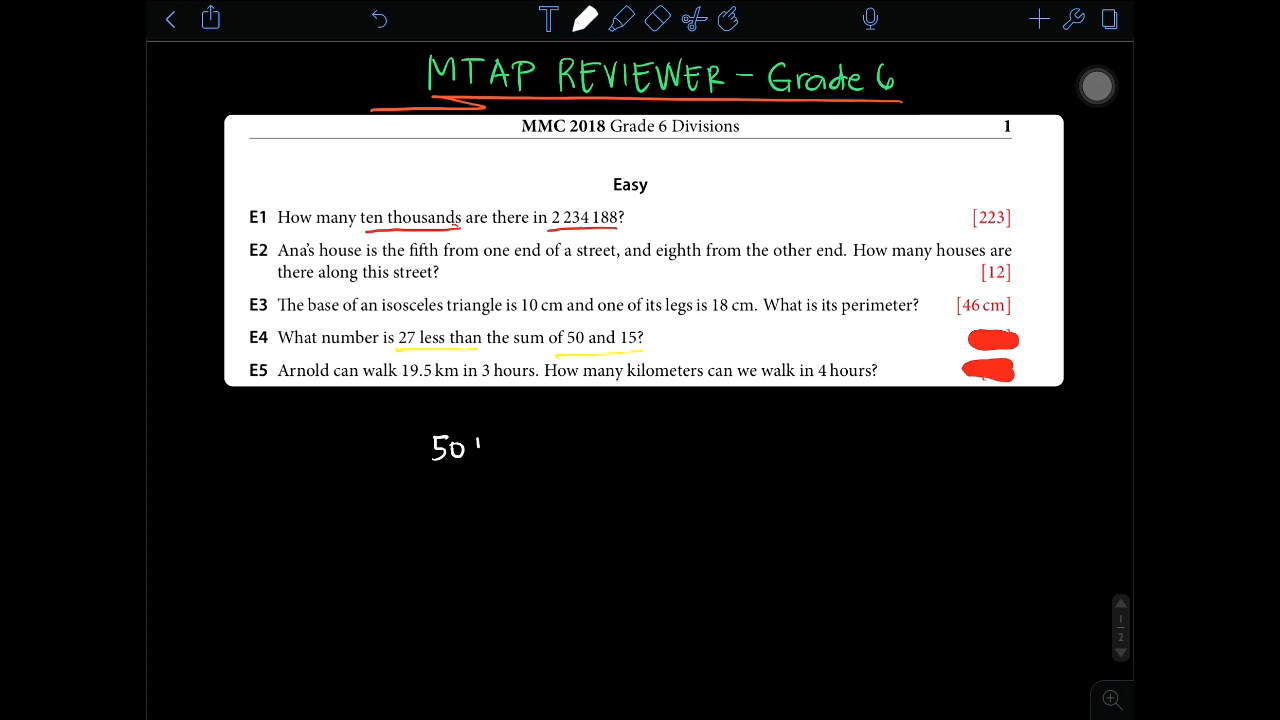 MTAP REVIEWER - Grade 6
MMC 2018 Grade 6 Divisions 1
Easy
E1 How many ten thousands are there in 2 234 188? [223]
E2 Ana's house is the fifth from one end of a street, and eighth from the other end. How many houses are
there along this street? [12]
E3 The base of an isosceles triangle is 10 cm and one of its legs is 18 cm. What is its perimeter? [46 cm]
E4 What number is 27 less than the sum of 50 and 15?
E5 Arnold can walk 19.5 km in 3 hours. How many kilometers can we walk in 4 hours?
50
1
2